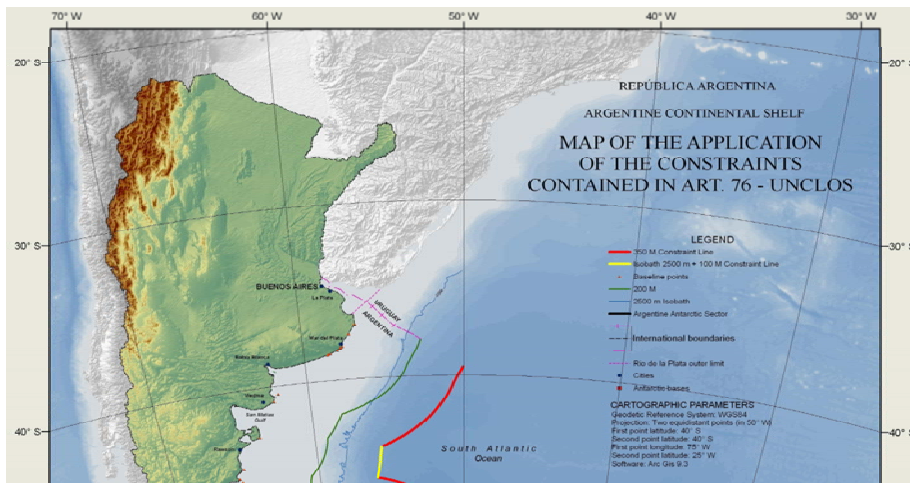 70° W 60° W 50° W 40° W 30° W
20° S 20° S
REPÚBLICA ARGENTINA
ARGENTINE CONTINENTAL SHELF
MAP OF THE APPLICATION
OF THE CONSTRAINTS
CONTAINED IN ART. 76 - UNCLOS
30° S 30° S
LEGEND
350 M Constraint Line
Isobath 2500 m + 100 M Constraint Line
Baseline points
200 M
2500 m Isobath
Argentine Antarctic Sector
International boundaries
Río de la Plata outer limit
Cities
Antarctic bases
BUENOS AIRES
La Plata
URUGUAY
ARGENTINA
Mar del Plata
Bahía Blanca
San Matías
Gulf
Rawson
40° S 40° S
South Atlantic
Ocean
CARTOGRAPHIC PARAMETERS
Geodetic Reference System: WGS84
Projection: Two equidistant points (in 50° W)
First point latitude: 40° S
Second point latitude: 40° S
First point longitude: 75° W
Second point latitude: 25° W
Software: Arc Gis 9.3